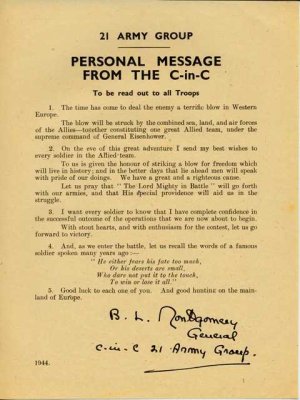 21 ARMY GROUP
PERSONAL MESSAGE
FROM THE C-in-C
To be read out to all Troops
1. The time has come to deal the enemy a terrific blow in Western
Europe.
The blow will be struck by the combined sea, land, and air forces
of the Allies—together constituting one great Allied team, under the
supreme command of General Eisenhower.
2. On the eve of this great adventure I send my best wishes to
every soldier in the Allied team.
To us is given the honour of striking a blow for freedom which
will live in history; and in the better days that lie ahead men will speak
with pride of our doings. We have a great and a righteous cause.
Let us pray that " The Lord Mighty in Battle " will go forth
with our armies, and that His special providence will aid us in the
struggle.
3. I want every soldier to know that I have complete confidence in
the successful outcome of the operations that we are now about to begin.
With stout hearts, and with enthusiasm for the contest, let us go
forward to victory.
4. And, as we enter the battle, let us recall the words of a famous
soldier spoken many years ago :—
" He either fears his fate too much,
Or his deserts are small,
Who dare not put it to the touch,
To win or lose it all."
5. Good luck to each one of you. And good hunting on the main-
land of Europe.
B. L. Montgomery
General
C-in-C 21 Army Group.
1944.